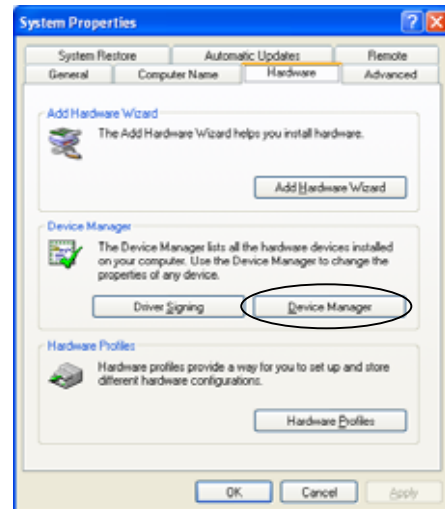 System Properties
System Restore Automatic Updates Remote
General Computer Name Hardware Advanced
Add Hardware Wizard
The Add Hardware Wizard helps you install hardware.
Add Hardware Wizard
Device Manager
The Device Manager lists all the hardware devices installed
on your computer. Use the Device Manager to change the
properties of any device.
Driver Signing Device Manager
Hardware Profiles
Hardware profiles provide a way for you to set up and store
different hardware configurations.
Hardware Profiles
OK Cancel Apply